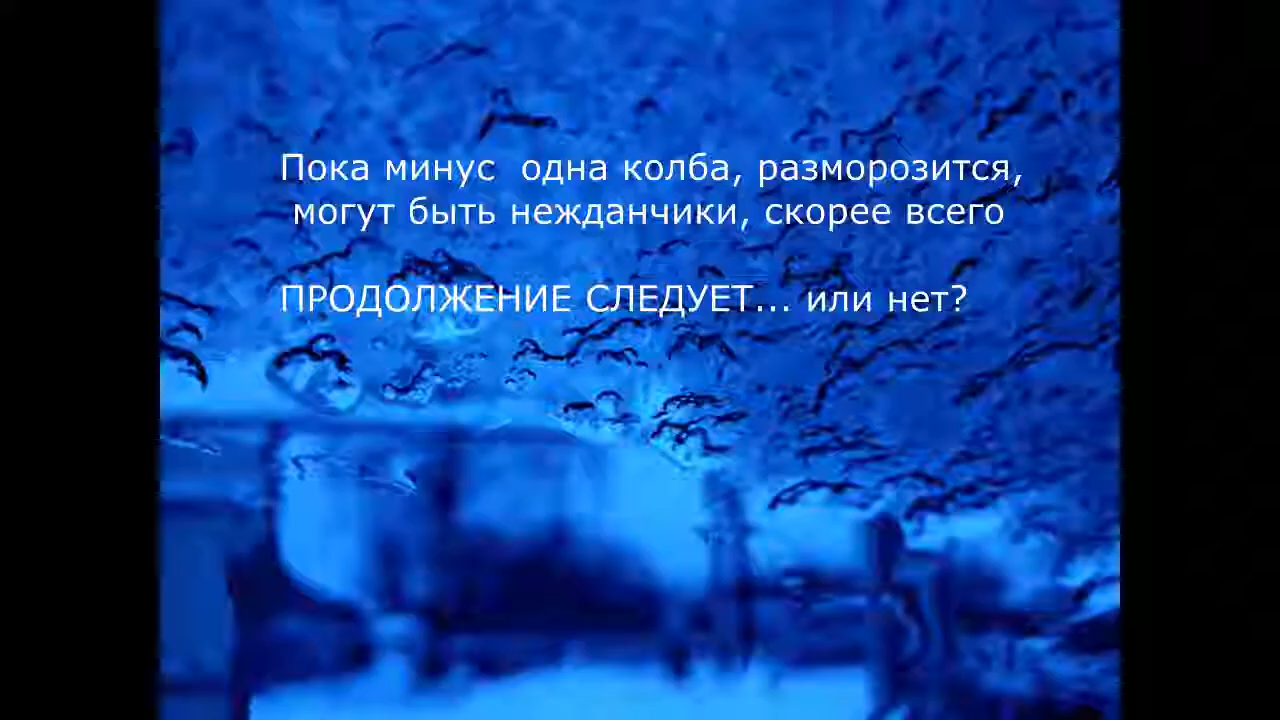 Пока минус  одна колба, разморозится,
могут быть нежданчики, скорее всего
ПРОДОЛЖЕНИЕ СЛЕДУЕТ... или нет?